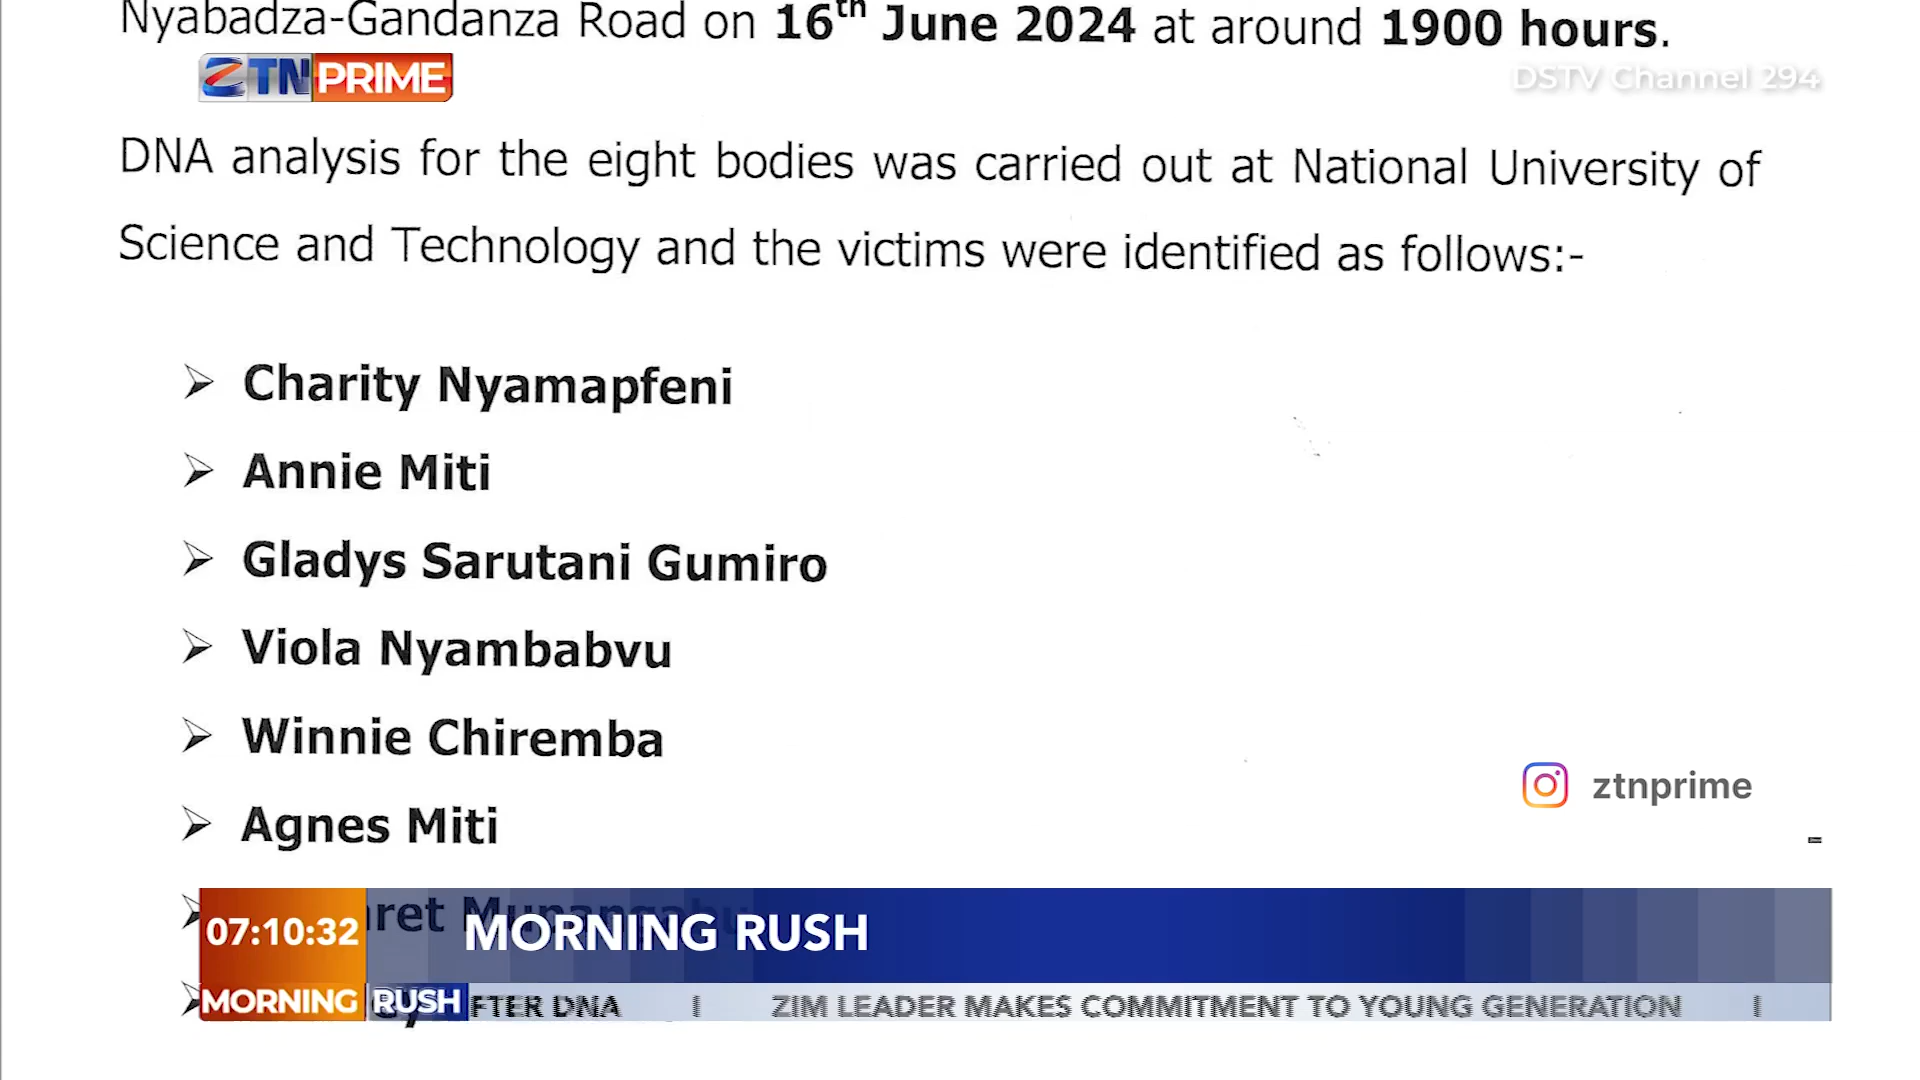 Nyabadza-Gandanza Road on 16th June 2024 at around 1900 hours.
ZTN PRIME
DSTV Channel 294
DNA analysis for the eight bodies was carried out at National University of
Science and Technology and the victims were identified as follows:-
➢ Charity Nyamapfeni
➢ Annie Miti
➢ Gladys Sarutani Gumiro
➢ Viola Nyambabvu
➢ Winnie Chiremba
➢ Agnes Miti
ztnprime
07:10:32
MORNING RUSH
MORNING RUSH
FTER DNA | ZIM LEADER MAKES COMMITMENT TO YOUNG GENERATION |